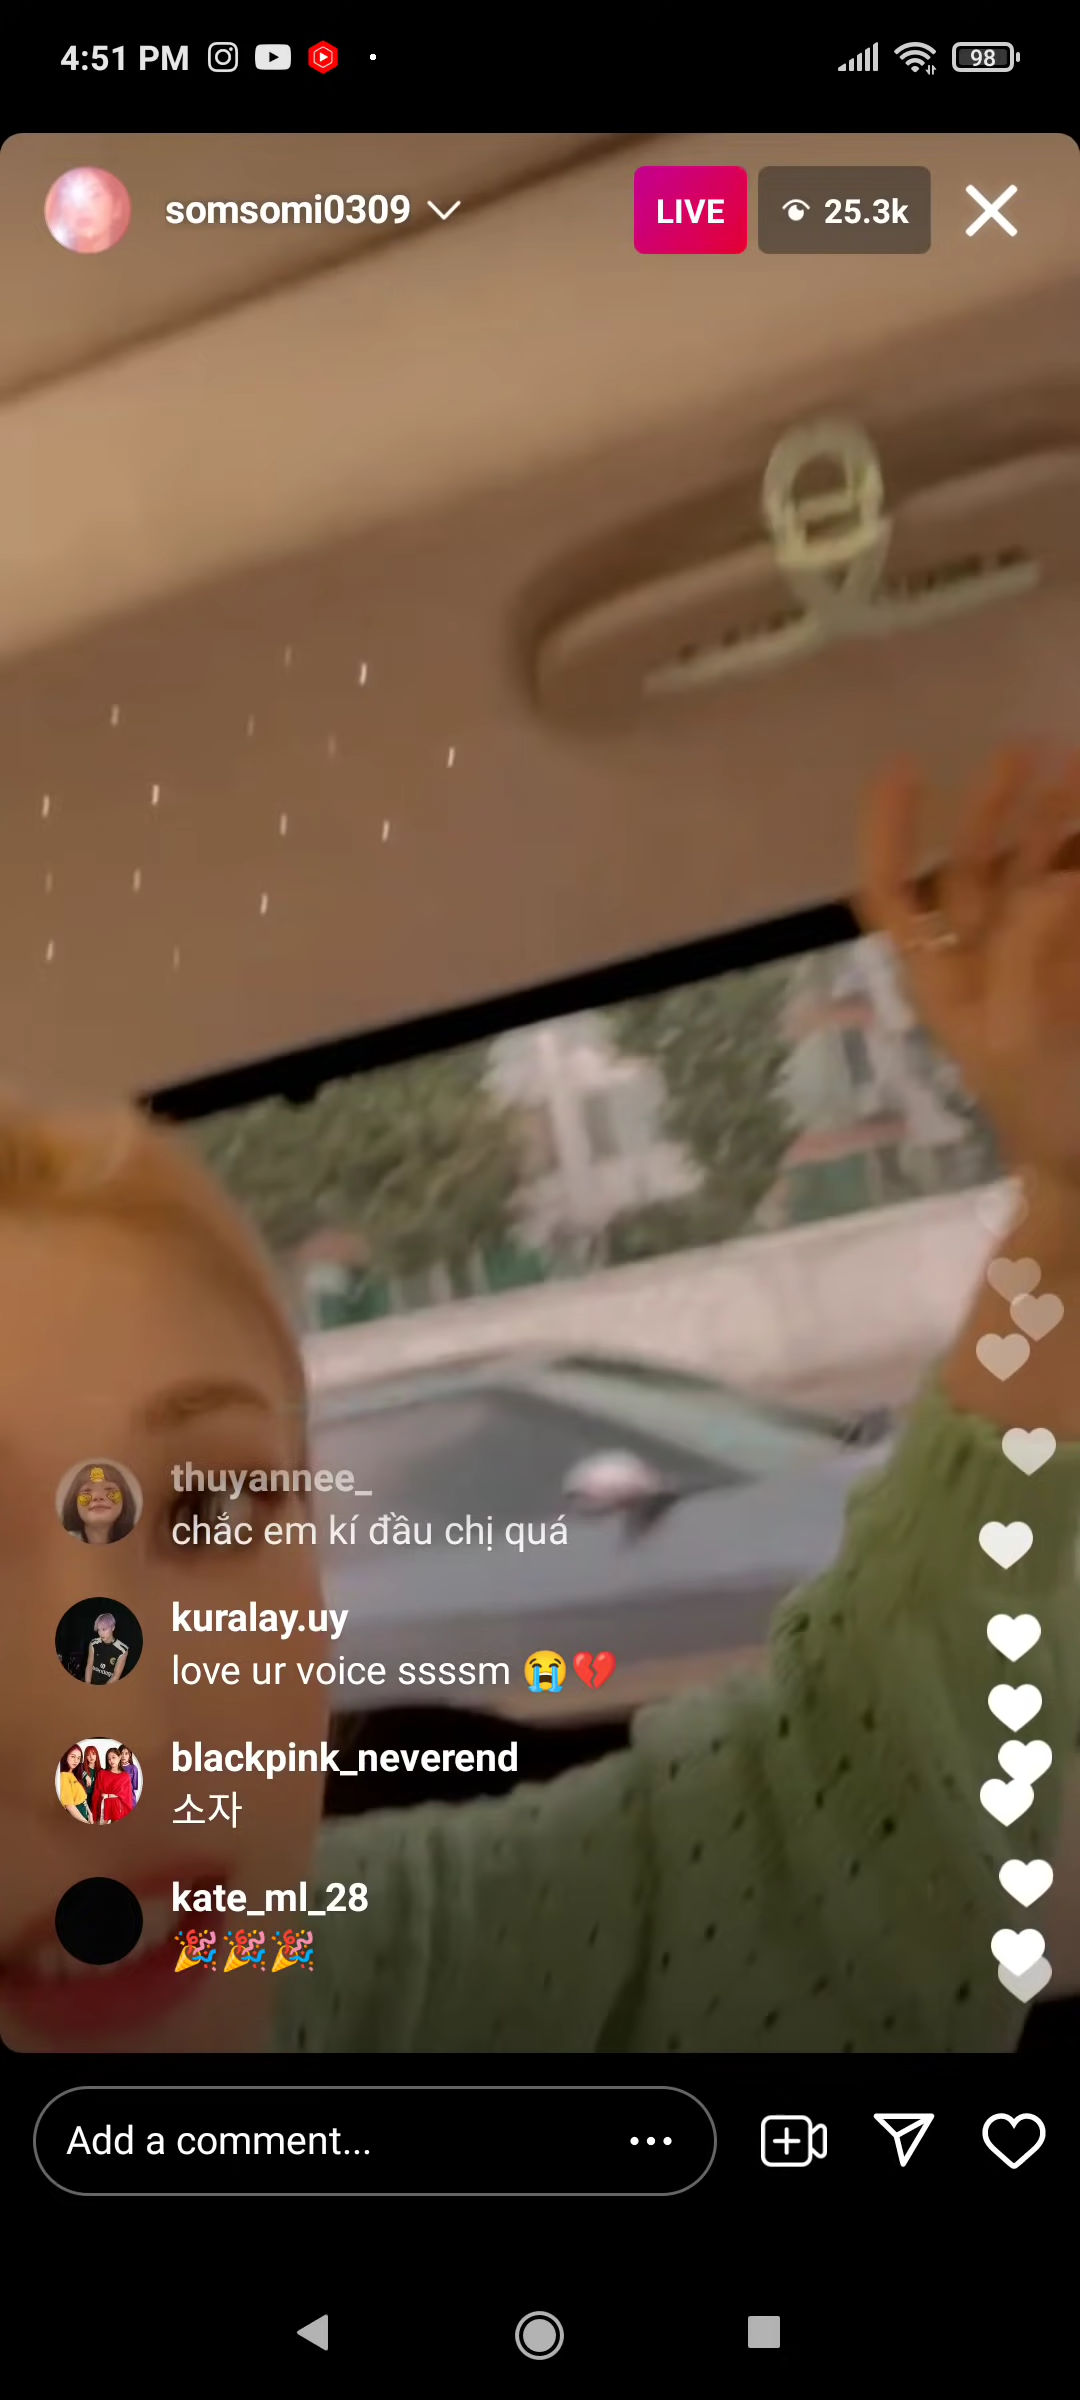 4:51 PM
98
somsomi0309
LIVE
25.3k
thuyannee_
chắc em kí đầu chị quá
kuralay.uy
love ur voice ssssm 😭💔
blackpink_neverend
소자
kate_ml_28
🎉🎉🎉
Add a comment...